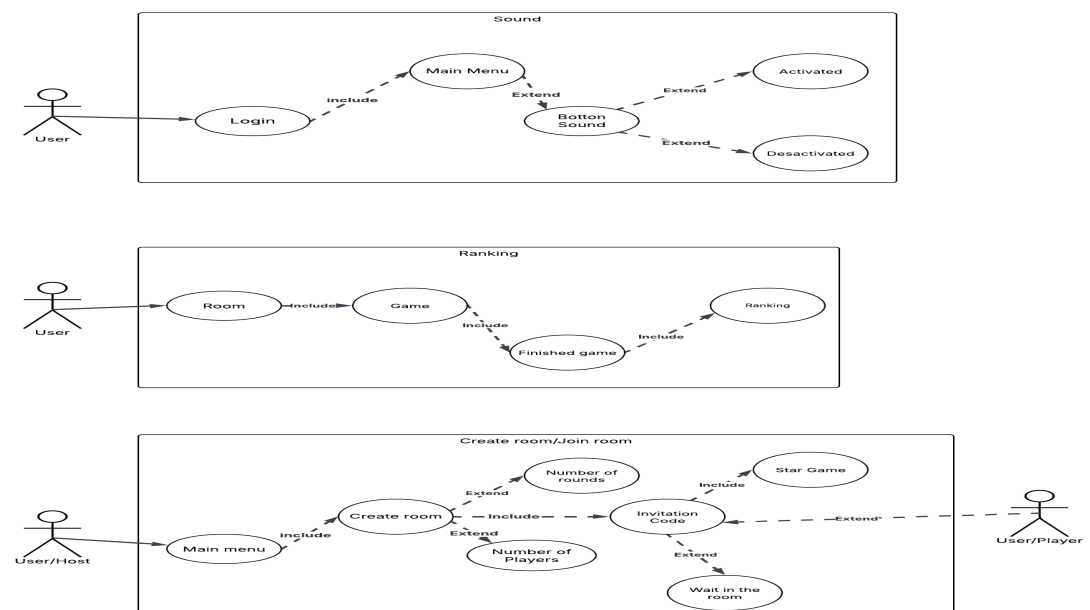 Sound
Main Menu
Activated
include
Extend
Extend
Login
Botton
Sound
User
Extend
Desactivated
Ranking
Room
Include
Game
Ranking
User
Include
Include
Finished game
Create room/Join room
Number of
rounds
Star Game
Extend
Include
Create room
Include
Invitation
Code
Extend
User/Player
include
Extend
Main menu
Number of
Players
Extend
User/Host
Wait in the
room